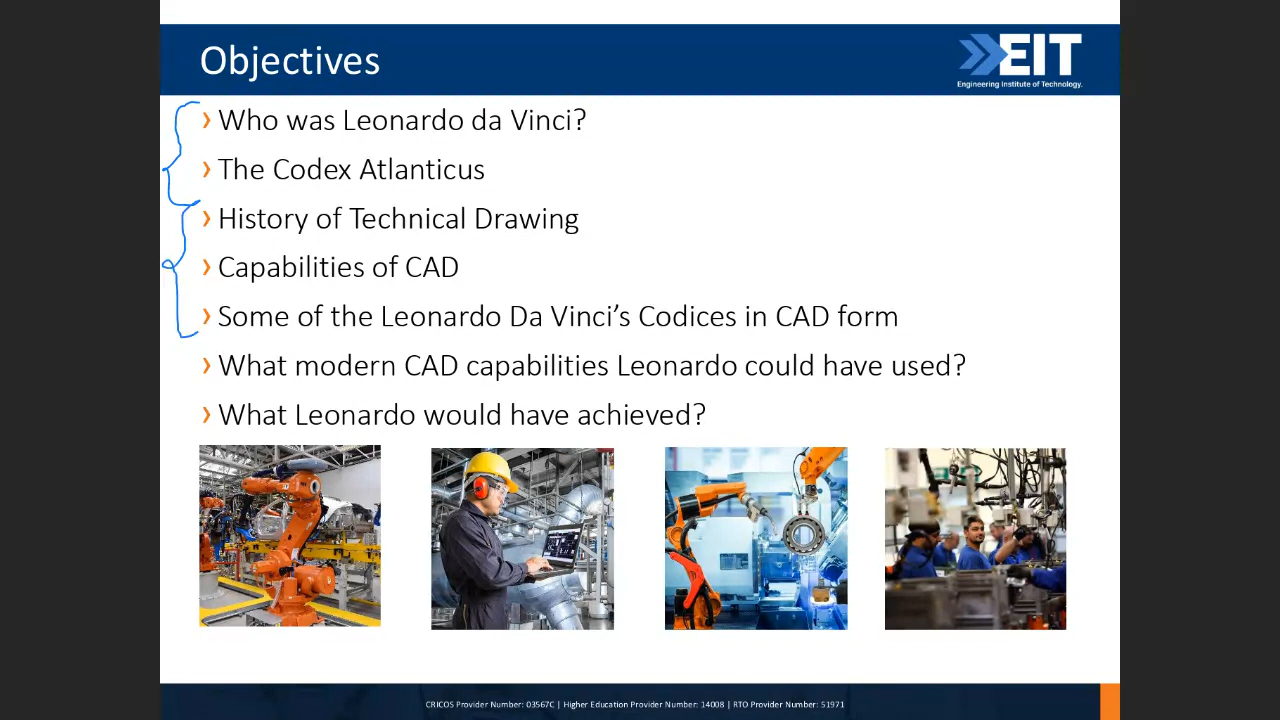 Objectives
EIT
Engineering Institute of Technology.
› Who was Leonardo da Vinci?
› The Codex Atlanticus
› History of Technical Drawing
› Capabilities of CAD
› Some of the Leonardo Da Vinci’s Codices in CAD form
› What modern CAD capabilities Leonardo could have used?
› What Leonardo would have achieved?
CRICOS Provider Number: 03567C | Higher Education Provider Number: 14008 | RTO Provider Number: 51971